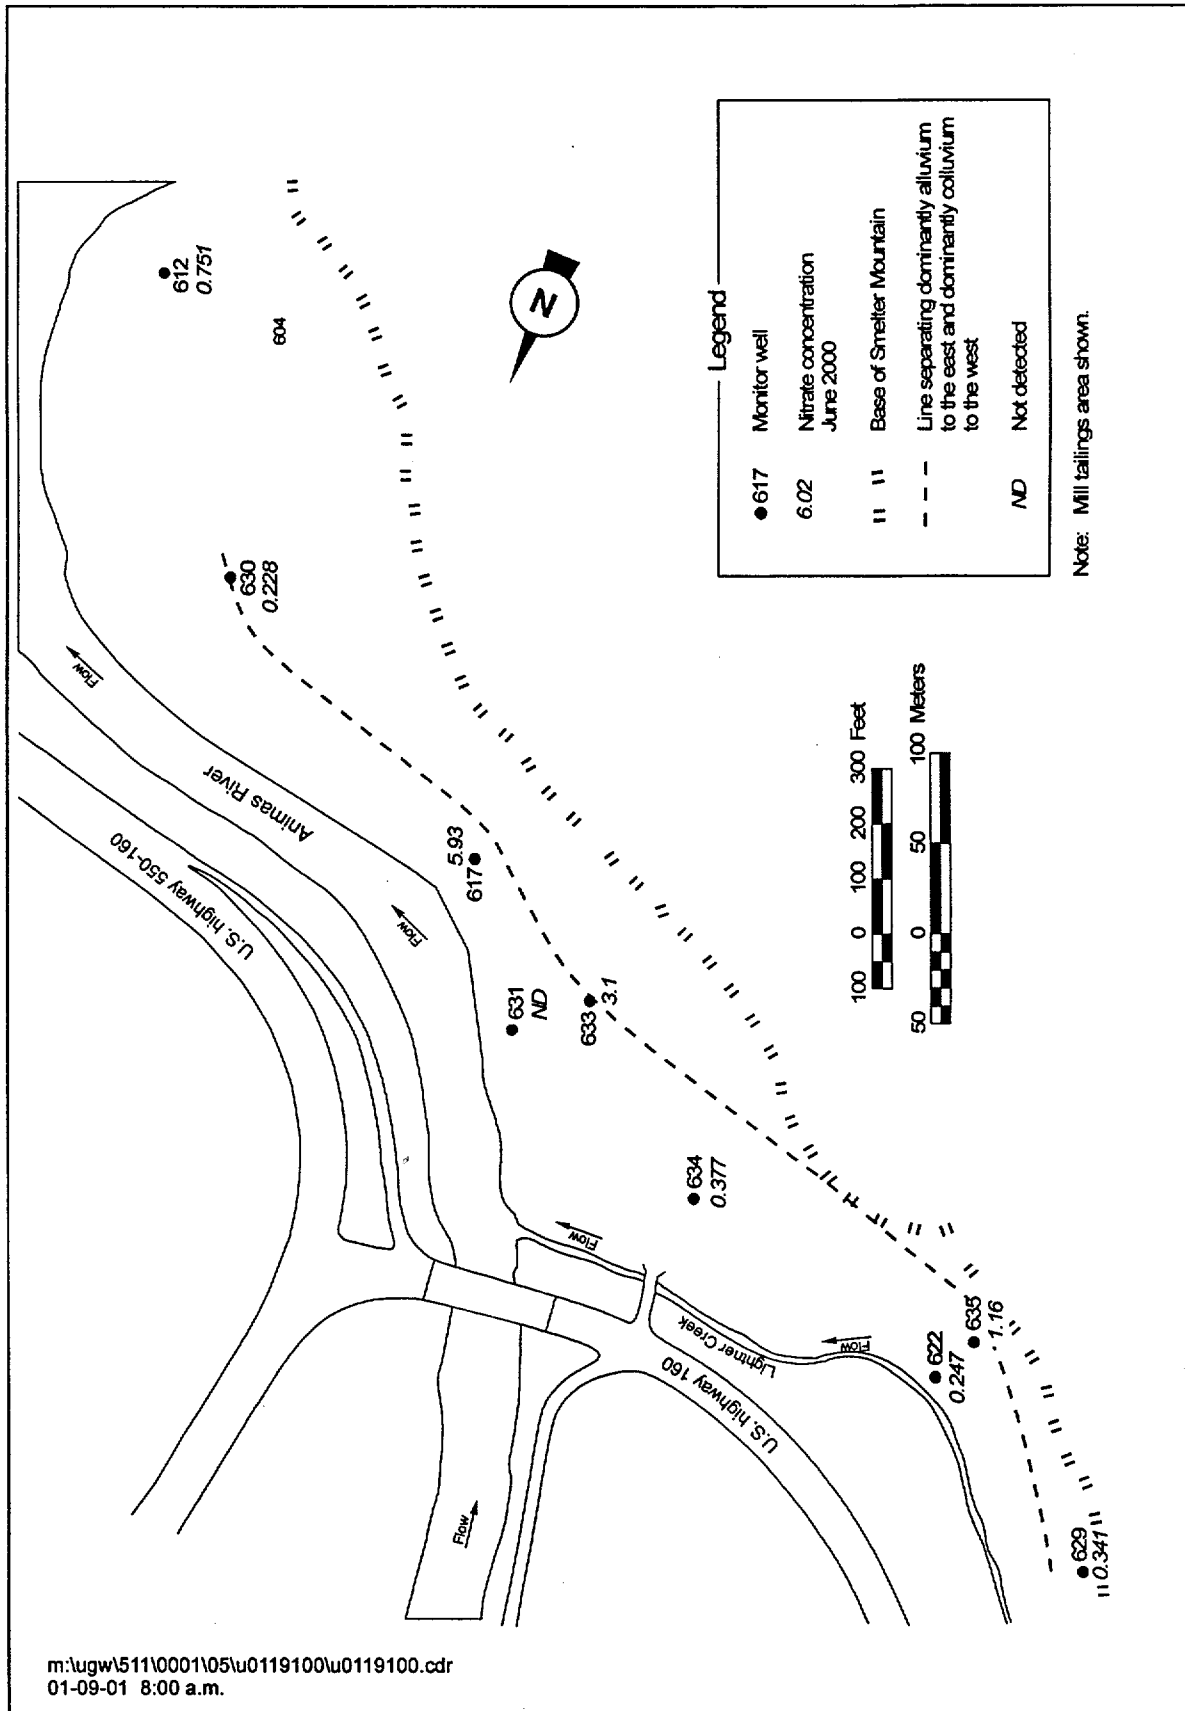 612
0.751
604
630
0.228
Flow
Animas River
U.S. highway 550-160
5.93
617
Flow
631
ND
633
3.1
634
0.377
Flow
Lightner Creek
U.S. highway 160
Flow
622
0.247
635
1.16
629
0.341
Flow
N
Legend
617 Monitor well
6.02 Nitrate concentration
June 2000
Base of Smelter Mountain
Line separating dominantly alluvium
to the east and dominantly colluvium
to the west
ND Not detected
Note: Mill tailings area shown.
100 0 100 200 300 Feet
50 0 50 100 Meters
m:\ugw\511\0001\05\u0119100\u0119100.cdr
01-09-01 8:00 a.m.